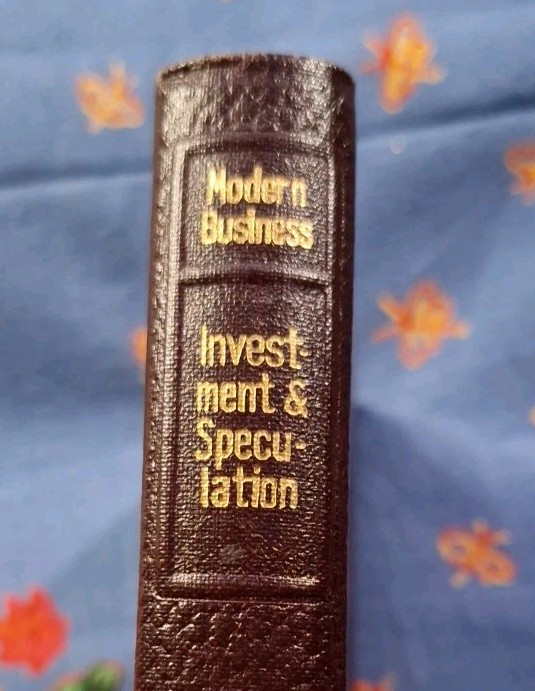 Modern
Business
Invest-
ment &
Specu-
lation